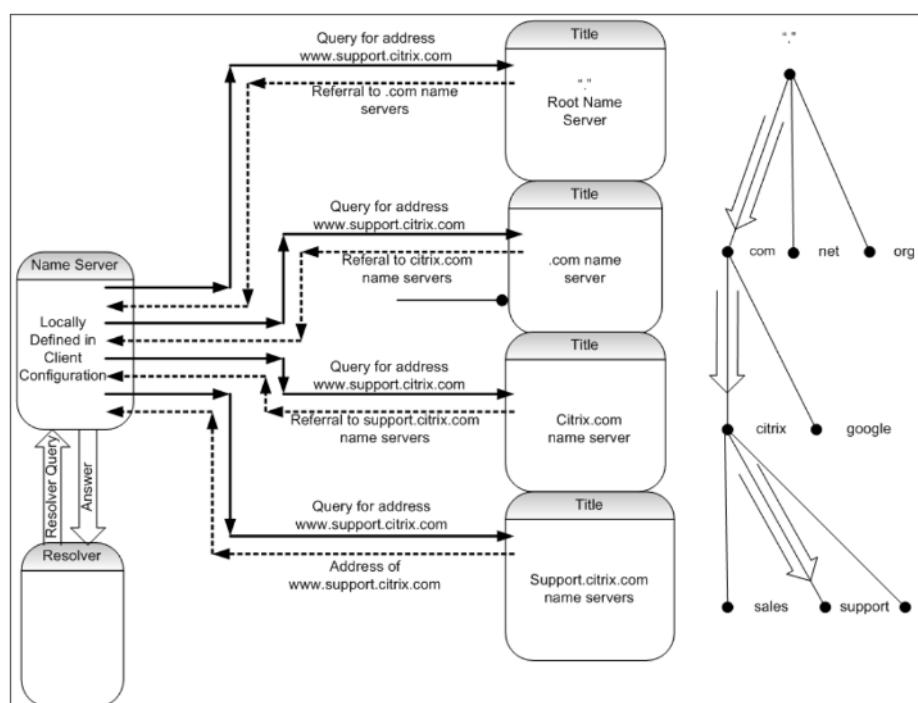 Title
"."
Root Name
Server
Query for address
www.support.citrix.com
Referral to .com name
servers
Title
.com name
server
Query for address
www.support.citrix.com
Referal to citrix.com
name servers
Name Server
Locally
Defined in
Client
Configuration
Title
Citrix.com
name server
Query for address
www.support.citrix.com
Referral to support.citrix.com
name servers
Title
Support.citrix.com
name servers
Query for address
www.support.citrix.com
Address of
www.support.citrix.com
Resolver Query
Answer
Resolver
"."
com
net
org
citrix
google
sales
support